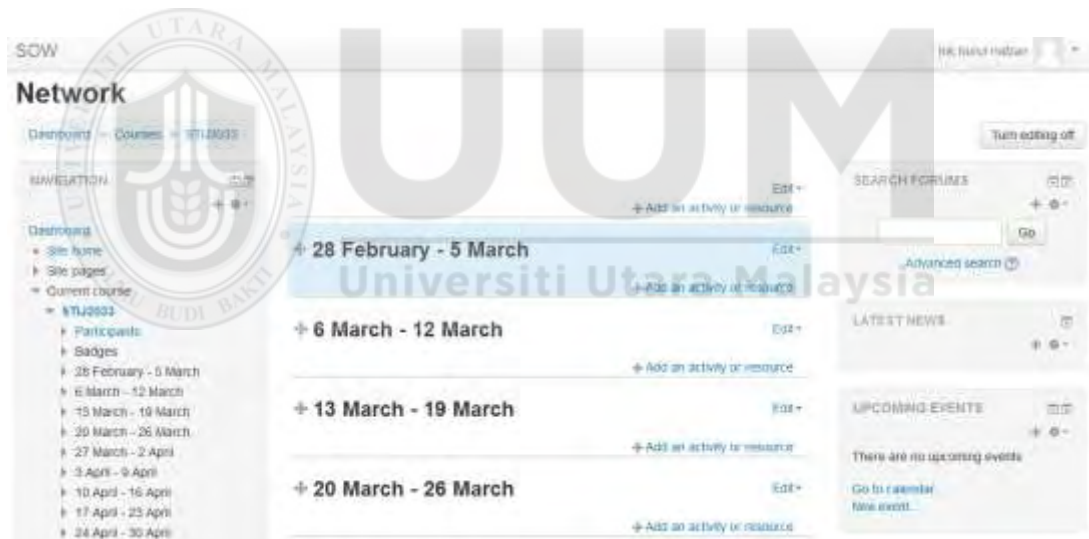 SOW
Network
Dashboard Courses STIJ3033
Turn editing off
NAVIGATION
Dashboard
Site home
Site pages
Current course
STIJ3033
Participants
Badges
28 February - 5 March
6 March - 12 March
13 March - 19 March
20 March - 26 March
27 March - 2 April
3 April - 9 April
10 April - 16 April
17 April - 23 April
24 April - 30 April
Edit
Add an activity or resource
28 February - 5 March
Edit
Add an activity or resource
6 March - 12 March
Edit
Add an activity or resource
13 March - 19 March
Edit
Add an activity or resource
20 March - 26 March
Edit
Add an activity or resource
SEARCH FORUMS
Go
Advanced search
LATEST NEWS
UPCOMING EVENTS
There are no upcoming events
Go to calendar
New event...
UUM
Universiti Utara Malaysia
UNIVERSITI UTARA MALAYSIA
BUDI BAKTI